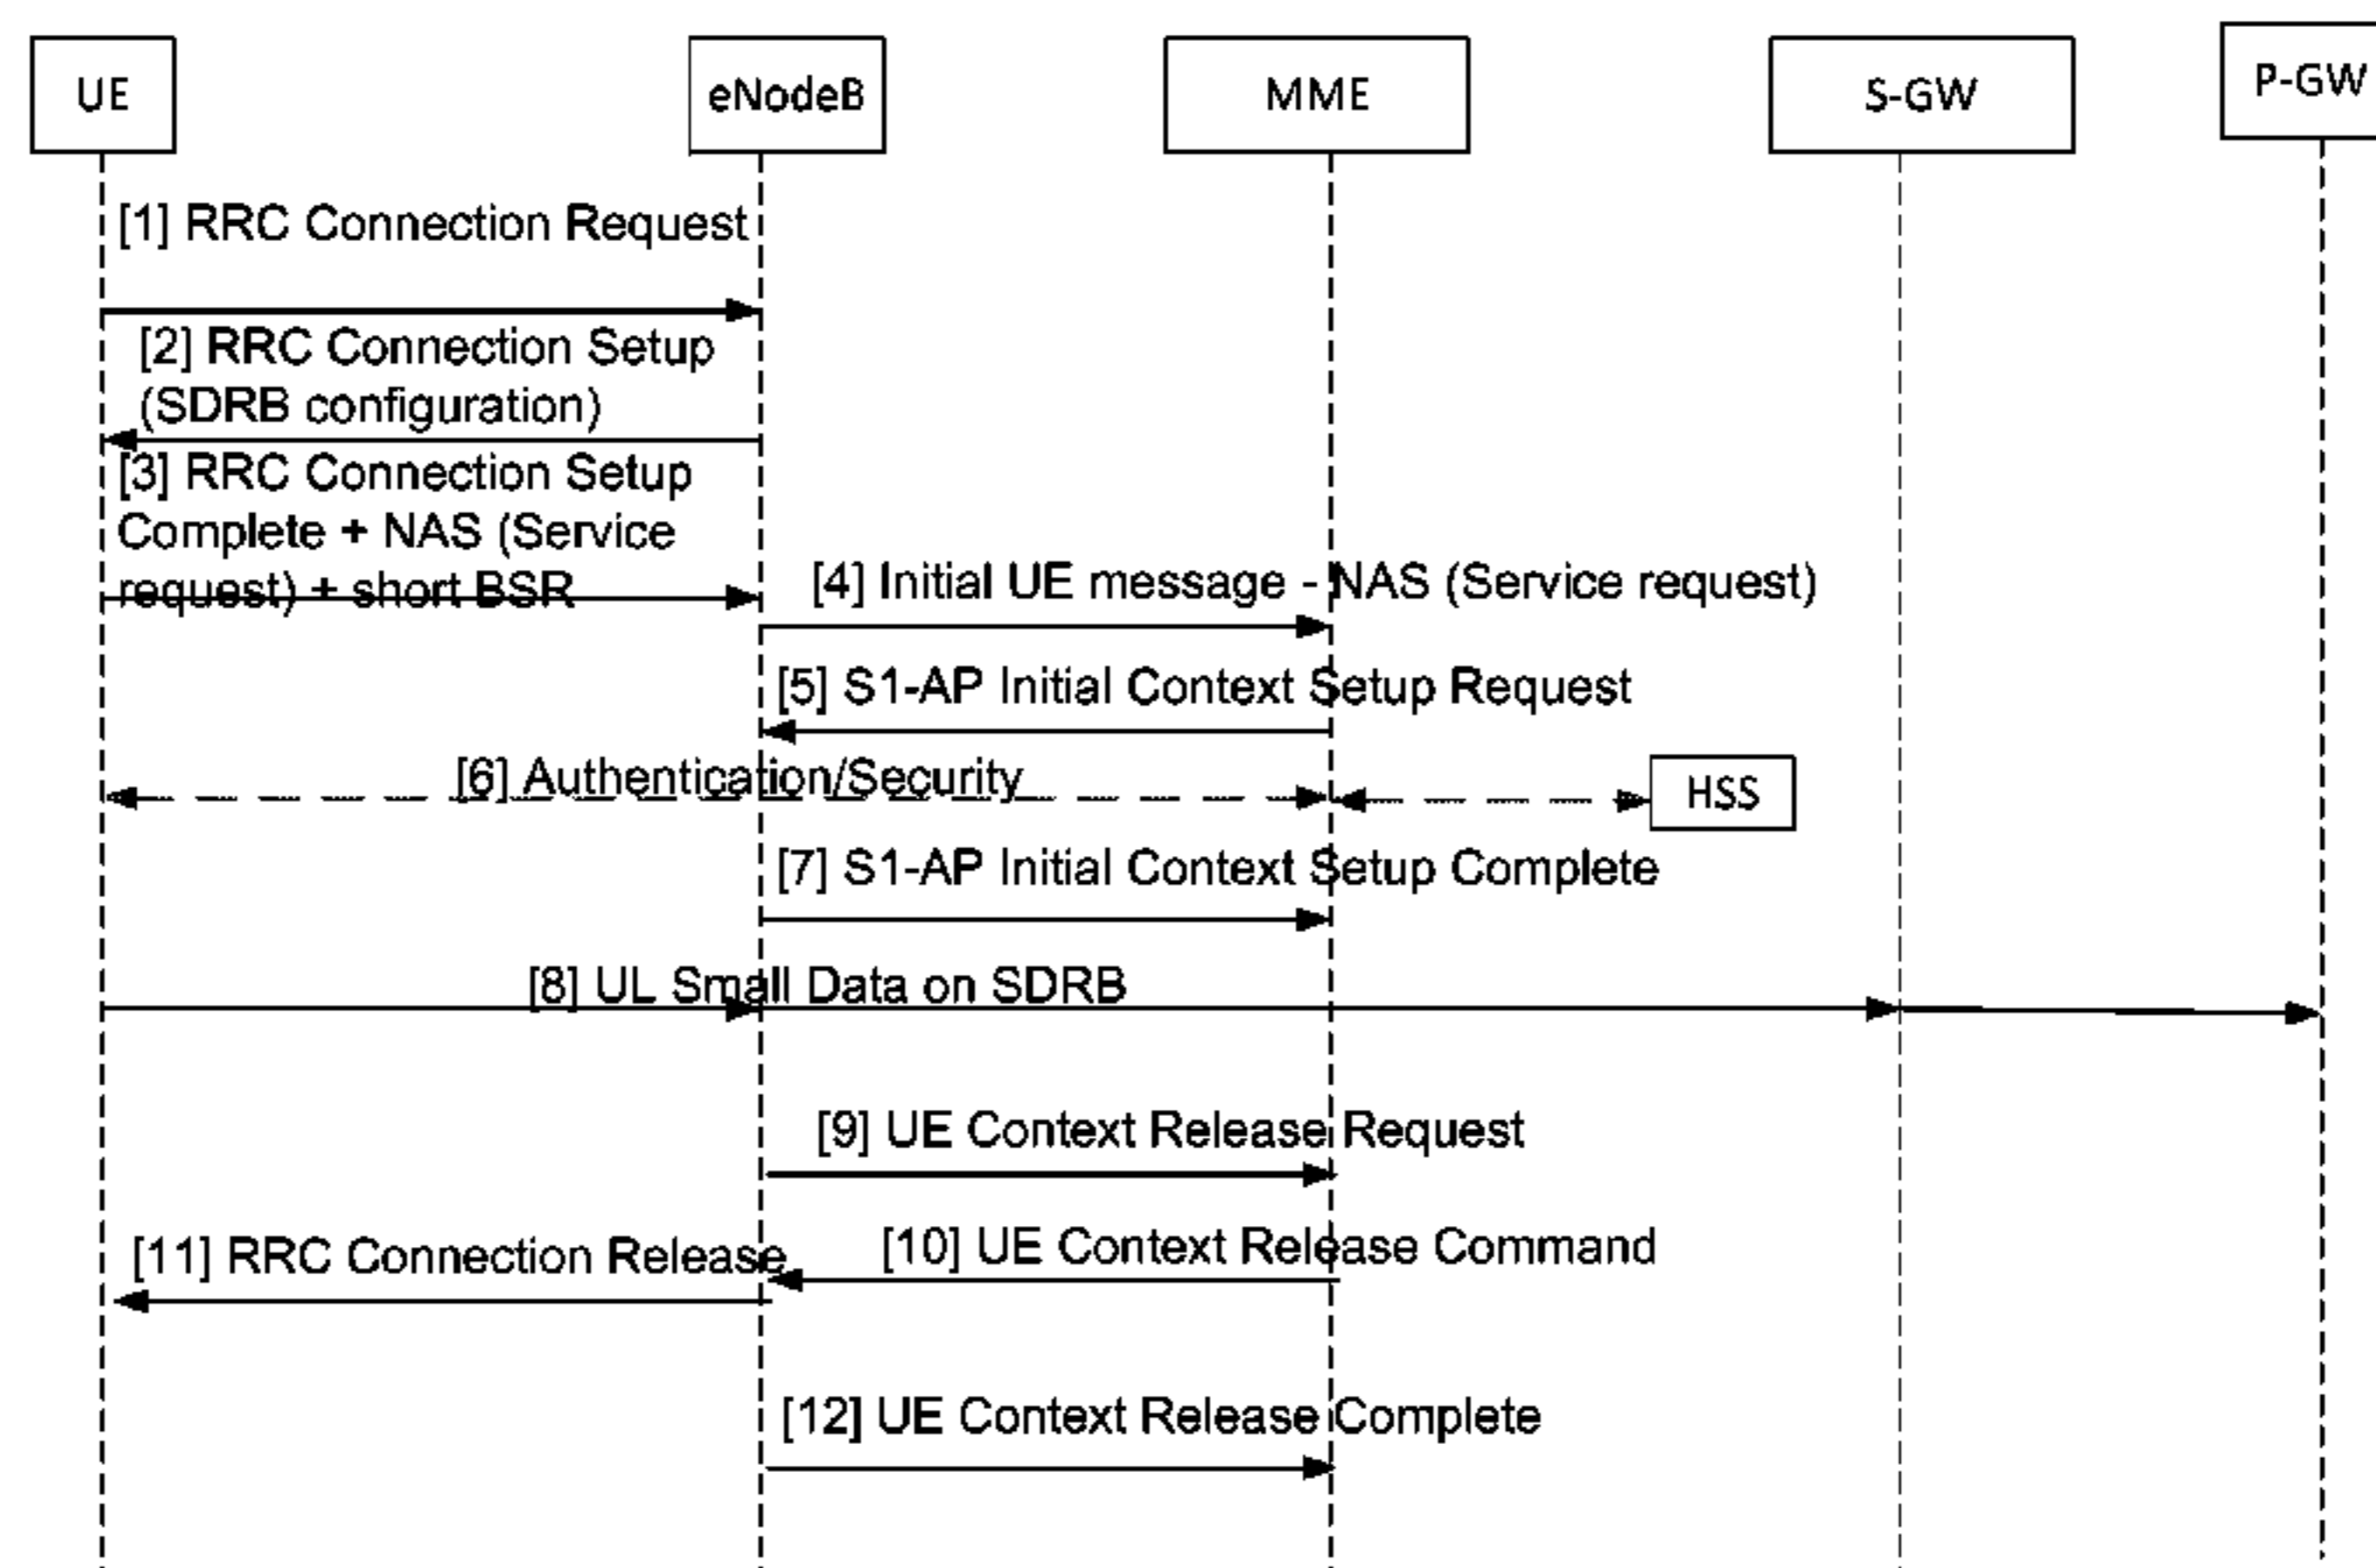 UE
eNodeB
MME
S-GW
P-GW
[1] RRC Connection Request
[2] RRC Connection Setup
(SDRB configuration)
[3] RRC Connection Setup
Complete + NAS (Service
request) + short BSR
[4] Initial UE message - NAS (Service request)
[5] S1-AP Initial Context Setup Request
[6] Authentication/Security
HSS
[7] S1-AP Initial Context Setup Complete
[8] UL Small Data on SDRB
[9] UE Context Release Request
[10] UE Context Release Command
[11] RRC Connection Release
[12] UE Context Release Complete